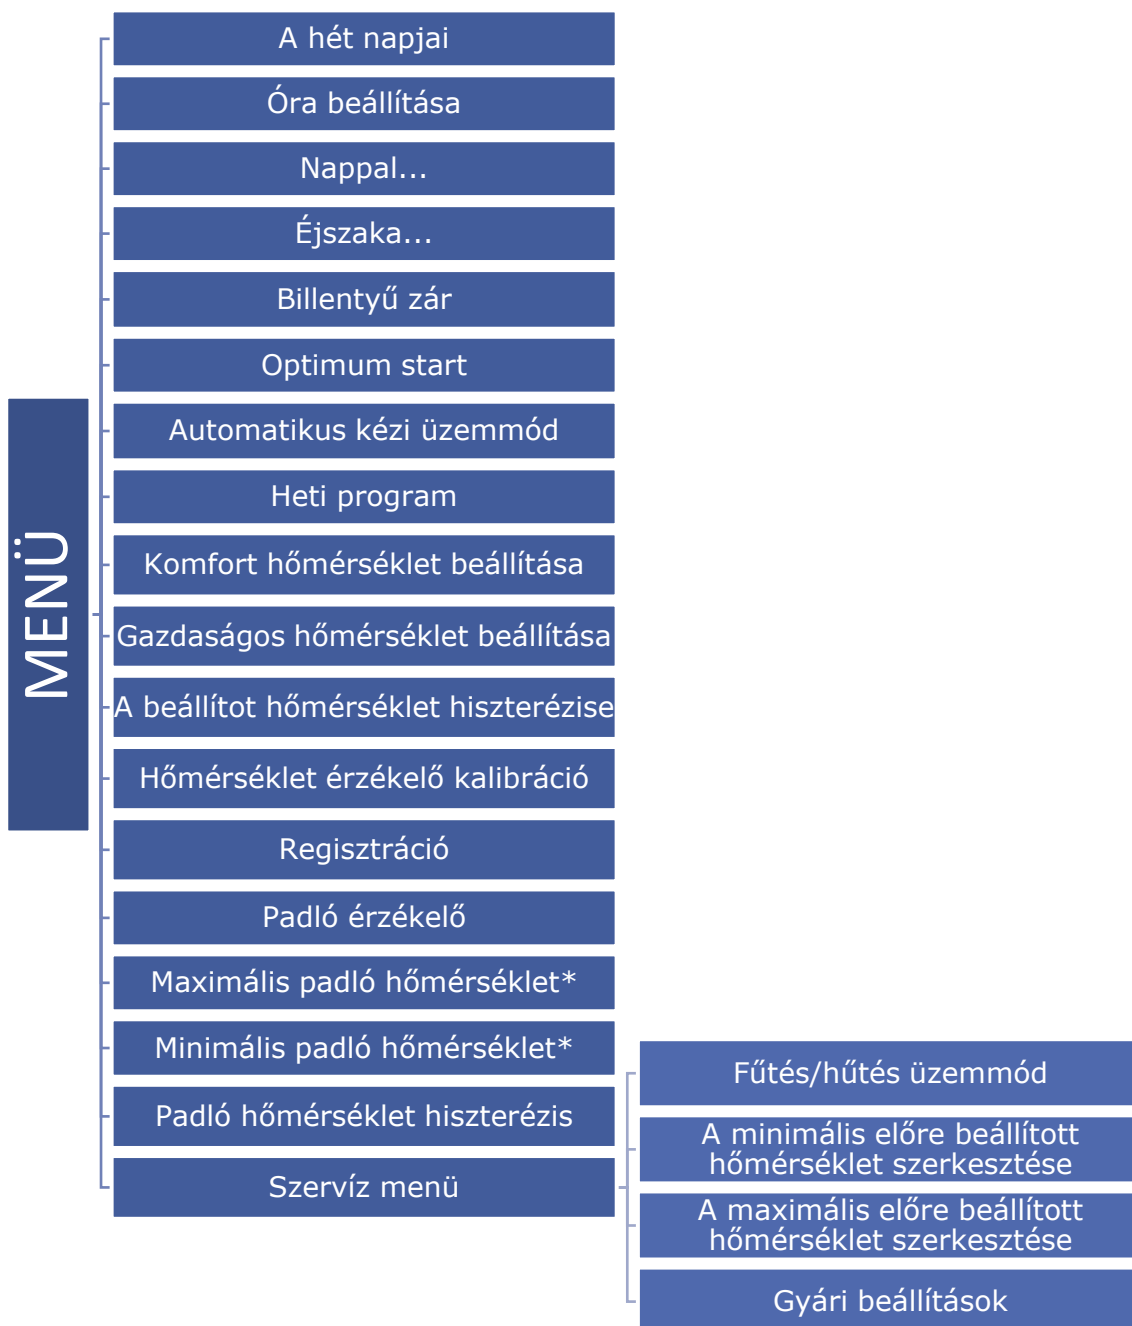 MENÜ
A hét napjai
Óra beállítása
Nappal...
Éjszaka...
Billentyű zár
Optimum start
Automatikus kézi üzemmód
Heti program
Komfort hőmérséklet beállítása
Gazdaságos hőmérséklet beállítása
A beállítot hőmérséklet hiszterézise
Hőmérséklet érzékelő kalibráció
Regisztráció
Padló érzékelő
Maximális padló hőmérséklet*
Minimális padló hőmérséklet*
Padló hőmérséklet hiszterézis
Szervíz menü
Fűtés/hűtés üzemmód
A minimális előre beállított
hőmérséklet szerkesztése
A maximális előre beállított
hőmérséklet szerkesztése
Gyári beállítások